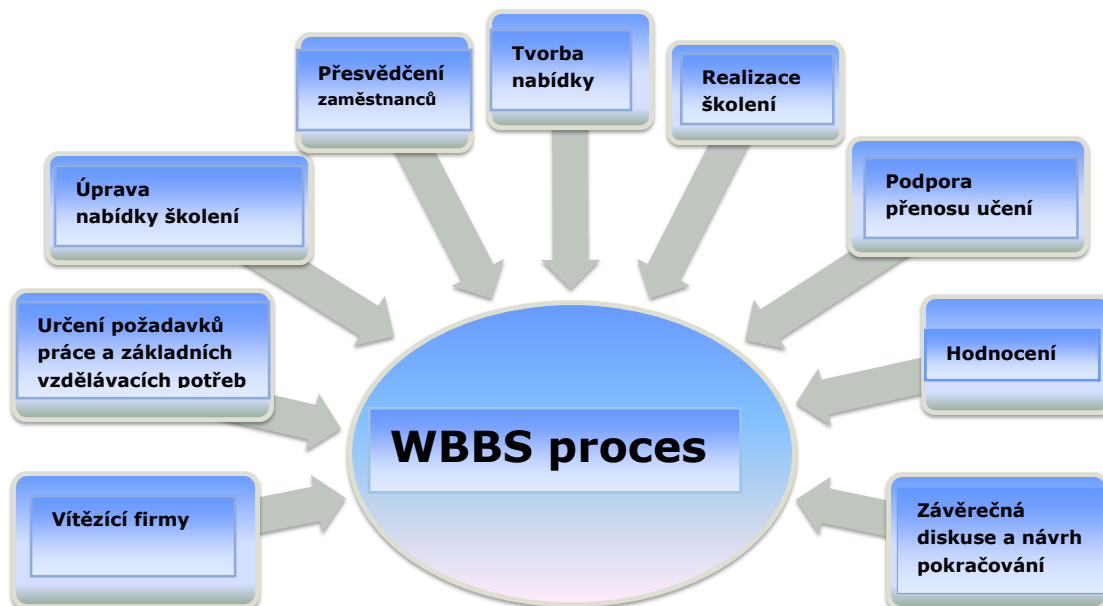 Přesvědčení
zaměstnanců
Tvorba
nabídky
Realizace
školení
Úprava
nabídky školení
Podpora
přenosu učení
Určení požadavků
práce a základních
vzdělávacích potřeb
Hodnocení
WBBS proces
Vítězící firmy
Závěrečná
diskuse a návrh
pokračování